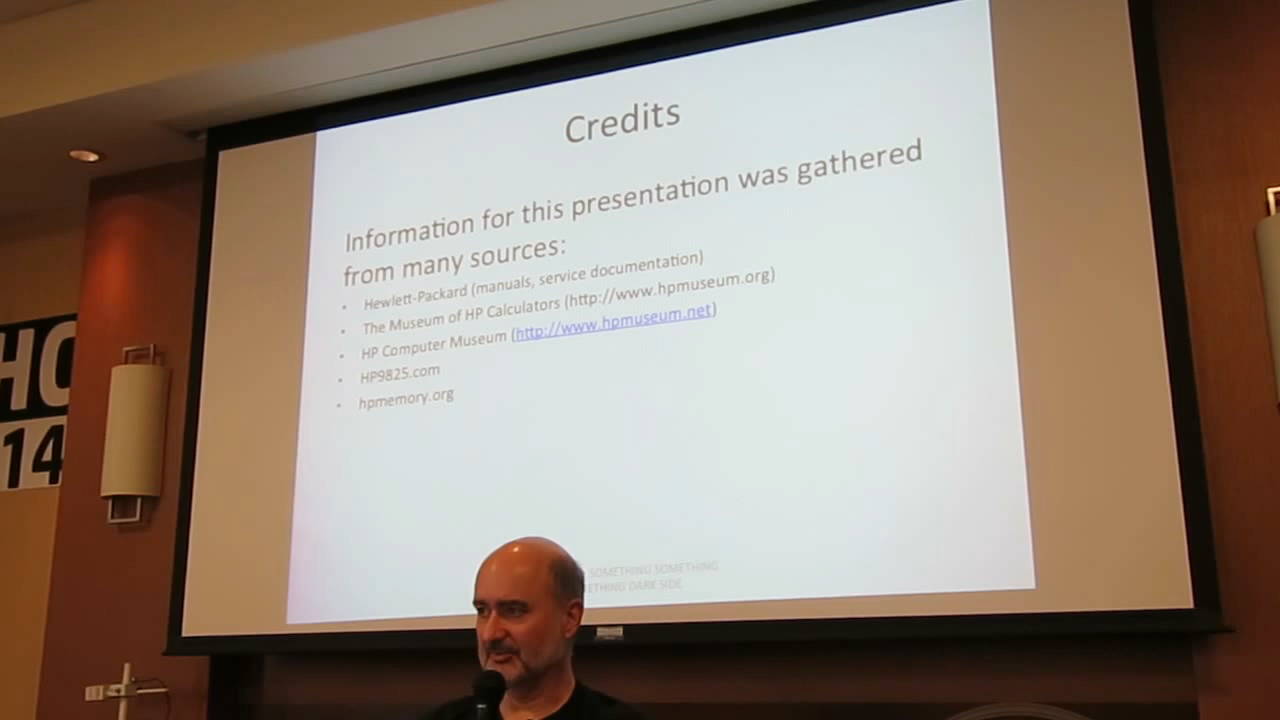 Credits
Information for this presentation was gathered
from many sources:
• Hewlett-Packard (manuals, service documentation)
• The Museum of HP Calculators (http://www.hpmuseum.org)
• HP Computer Museum (http://www.hpmuseum.net)
• HP9825.com
• hpmemory.org
SOMETHING SOMETHING
ETHING DARK SIDE
HC
14